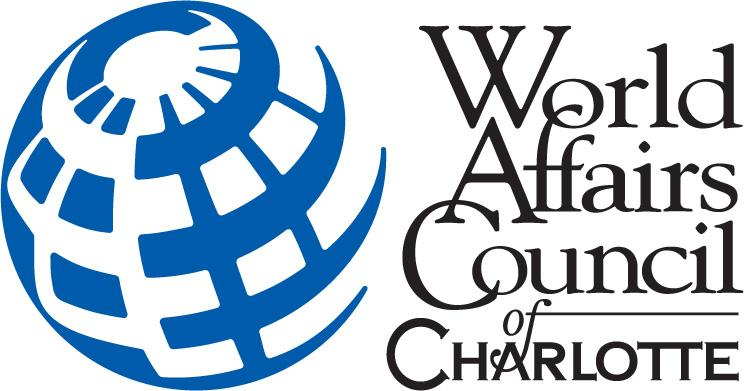 World
Affairs
Council
of
CHARLOTTE